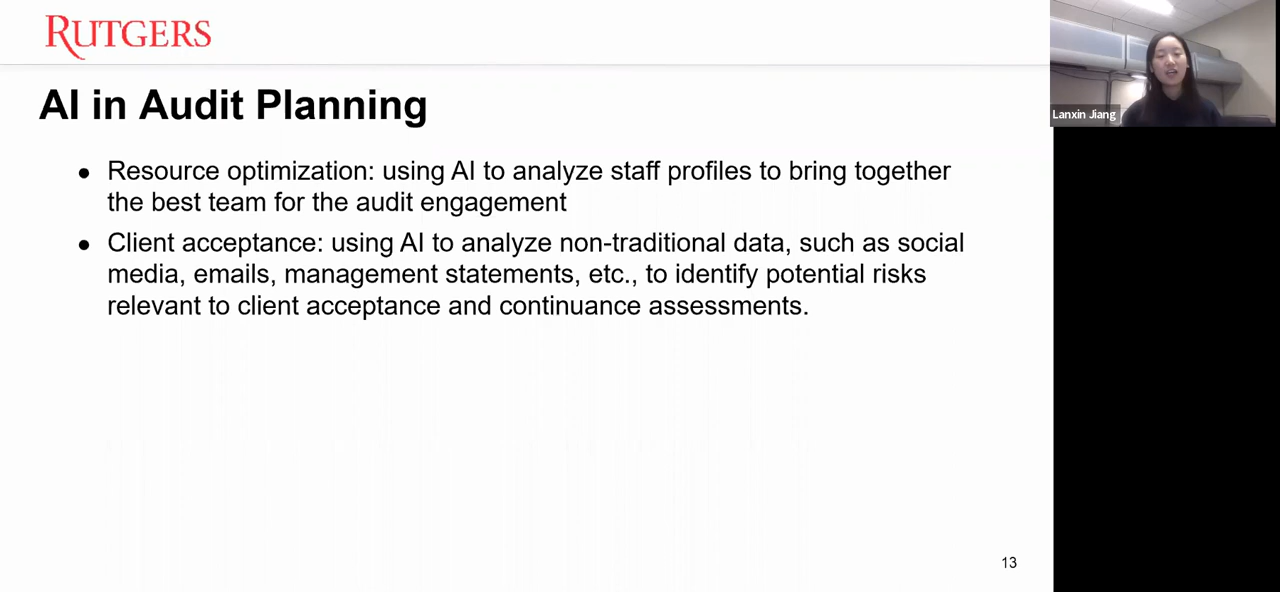 RUTGERS
AI in Audit Planning
● Resource optimization: using AI to analyze staff profiles to bring together
the best team for the audit engagement
● Client acceptance: using AI to analyze non-traditional data, such as social
media, emails, management statements, etc., to identify potential risks
relevant to client acceptance and continuance assessments.
13
Lanxin Jiang